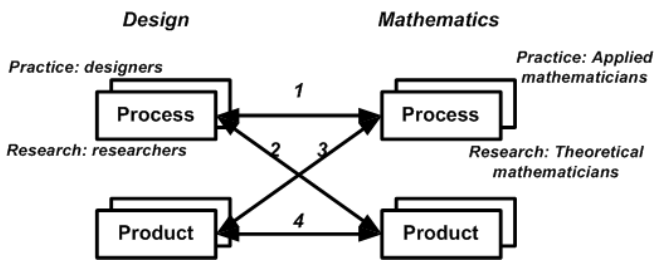 Design
Mathematics
Practice: designers
Practice: Applied
mathematicians
Process
1
Process
Research: researchers
2
3
Research: Theoretical
mathematicians
Product
4
Product